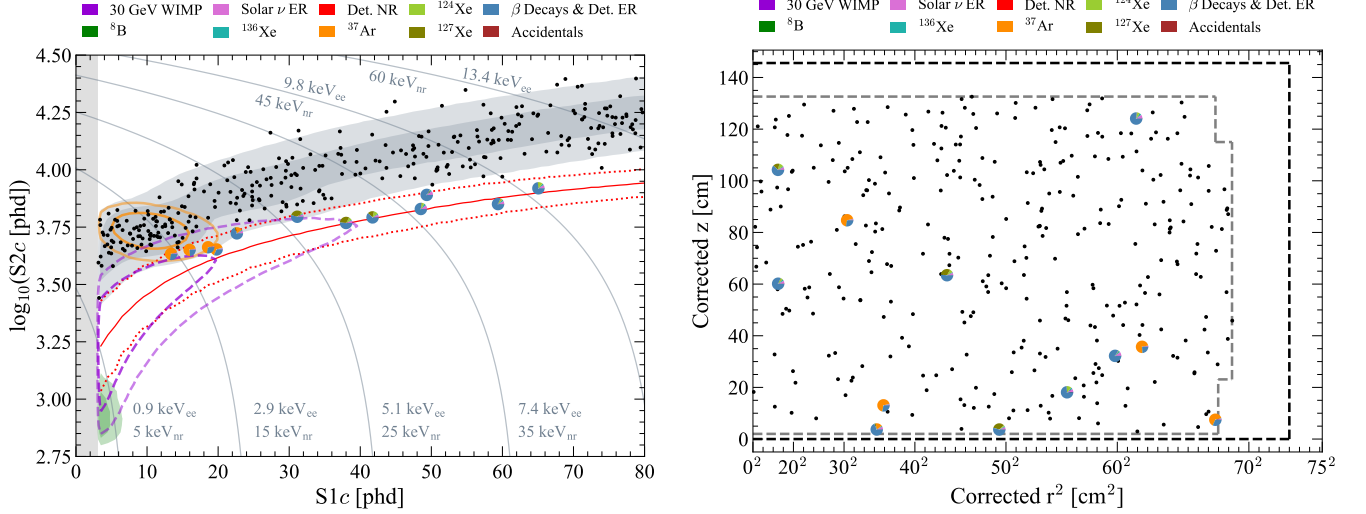 30 GeV WIMP
Solar ν ER
Det. NR
¹²⁴Xe
β Decays & Det. ER
⁸B
¹³⁶Xe
³⁷Ar
¹²⁷Xe
Accidentals
4.50
4.25
4.00
3.75
3.50
3.25
3.00
2.75
log₁₀(S2c [phd])
9.8 keVₑₑ
60 keVₙᵣ
13.4 keVₑₑ
45 keVₙᵣ
0.9 keVₑₑ
2.9 keVₑₑ
5.1 keVₑₑ
7.4 keVₑₑ
5 keVₙᵣ
15 keVₙᵣ
25 keVₙᵣ
35 keVₙᵣ
0 10 20 30 40 50 60 70 80
S1c [phd]
30 GeV WIMP
Solar ν ER
Det. NR
¹²⁴Xe
β Decays & Det. ER
⁸B
¹³⁶Xe
³⁷Ar
¹²⁷Xe
Accidentals
140
120
100
80
60
40
20
0
Corrected z [cm]
0² 20² 30² 40² 50² 60² 70² 75²
Corrected r² [cm²]